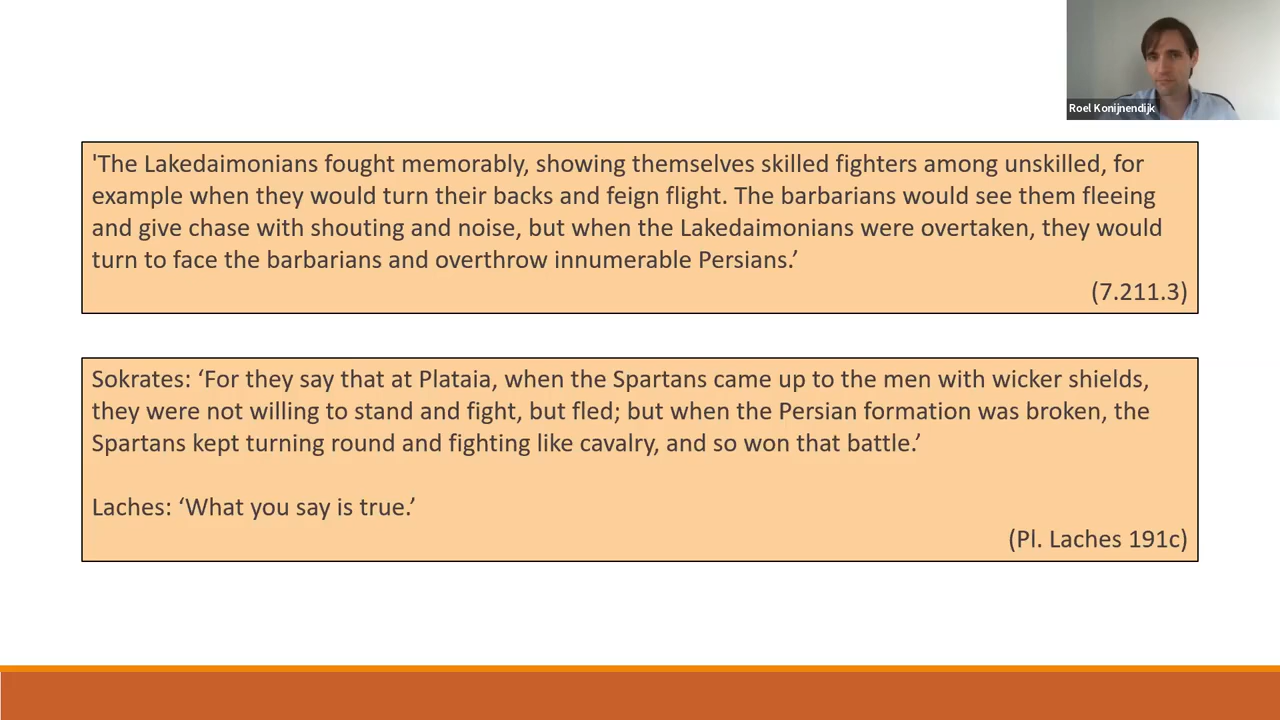 Roel Konijnendijk
'The Lakedaimonians fought memorably, showing themselves skilled fighters among unskilled, for
example when they would turn their backs and feign flight. The barbarians would see them fleeing
and give chase with shouting and noise, but when the Lakedaimonians were overtaken, they would
turn to face the barbarians and overthrow innumerable Persians.’
(7.211.3)
Sokrates: ‘For they say that at Plataia, when the Spartans came up to the men with wicker shields,
they were not willing to stand and fight, but fled; but when the Persian formation was broken, the
Spartans kept turning round and fighting like cavalry, and so won that battle.’
Laches: ‘What you say is true.’
(Pl. Laches 191c)